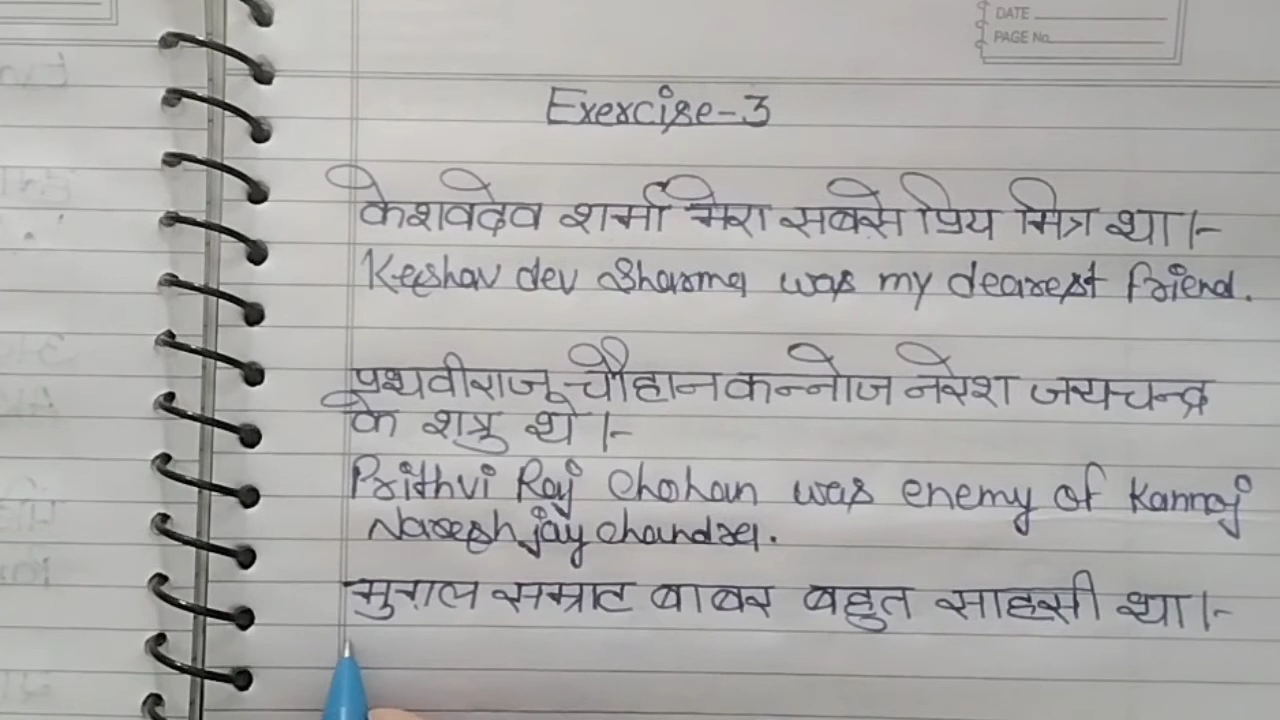 DATE
PAGE No.
Exercise-3
केशवदेव शर्मा मेरा सबसे प्रिय मित्र था।-
Keshav dev Sharma was my dearest friend.
पृथ्वीराज चौहान कन्नोज नरेश जयचन्द्र
के शत्रु थे।-
Prithvi Raj Chohan was enemy of Kannoj
Naresh jay chandra.
मुग़ल सम्राट बाबर बहुत साहसी था।-